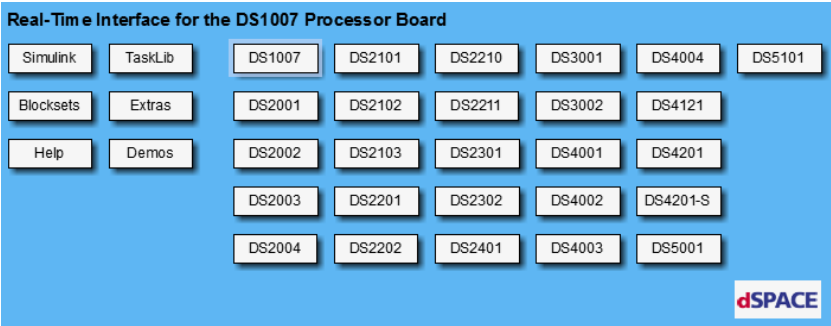 Real-Time Interface for the DS1007 Processor Board
Simulink TaskLib DS1007 DS2101 DS2210 DS3001 DS4004 DS5101
Blocksets Extras DS2001 DS2102 DS2211 DS3002 DS4121
Help Demos DS2002 DS2103 DS2301 DS4001 DS4201
DS2003 DS2201 DS2302 DS4002 DS4201-S
DS2004 DS2202 DS2401 DS4003 DS5001
dSPACE